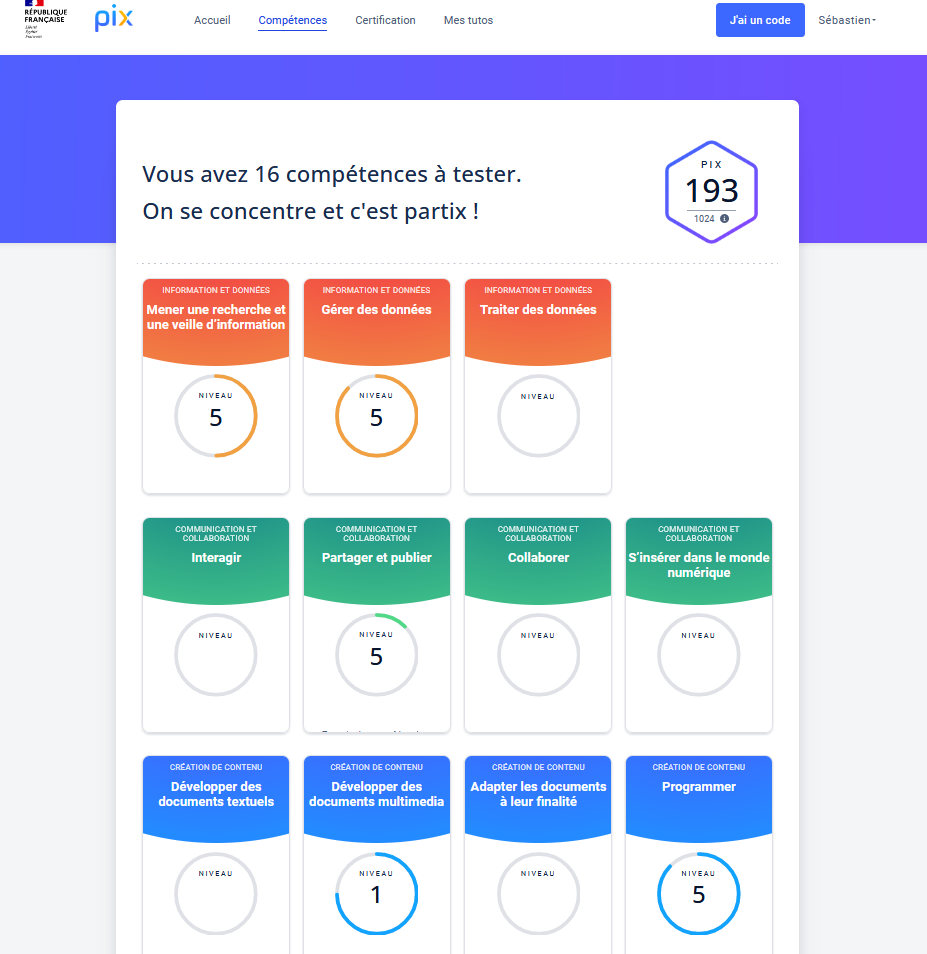 RÉPUBLIQUE
FRANÇAISE
Liberté
Égalité
Fraternité
pix
Accueil
Compétences
Certification
Mes tutos
J'ai un code
Sébastien
Vous avez 16 compétences à tester.
On se concentre et c'est partix !
PIX
193
1024
INFORMATION ET DONNÉES
Mener une recherche et
une veille d'information
NIVEAU
5
INFORMATION ET DONNÉES
Gérer des données
NIVEAU
5
INFORMATION ET DONNÉES
Traiter des données
NIVEAU
COMMUNICATION ET
COLLABORATION
Interagir
NIVEAU
COMMUNICATION ET
COLLABORATION
Partager et publier
NIVEAU
5
COMMUNICATION ET
COLLABORATION
Collaborer
NIVEAU
COMMUNICATION ET
COLLABORATION
S'insérer dans le monde
numérique
NIVEAU
CRÉATION DE CONTENU
Développer des
documents textuels
NIVEAU
CRÉATION DE CONTENU
Développer des
documents multimedia
NIVEAU
1
CRÉATION DE CONTENU
Adapter les documents
à leur finalité
NIVEAU
CRÉATION DE CONTENU
Programmer
NIVEAU
5